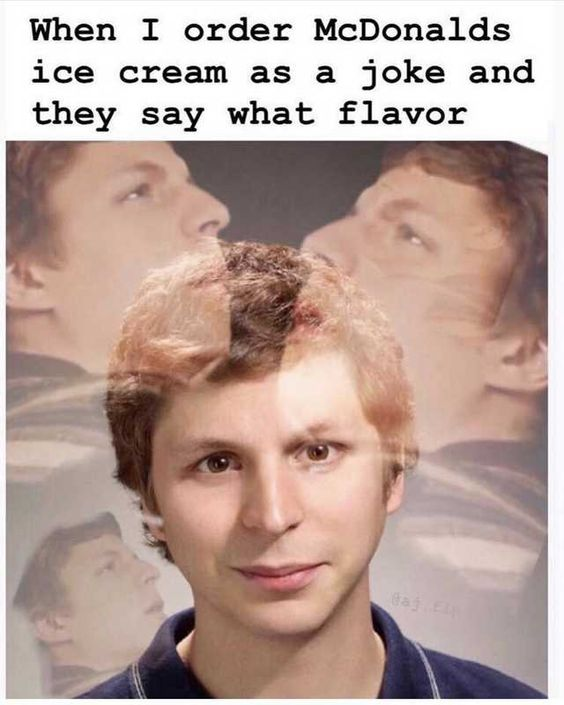 When I order McDonalds
ice cream as a joke and
they say what flavor